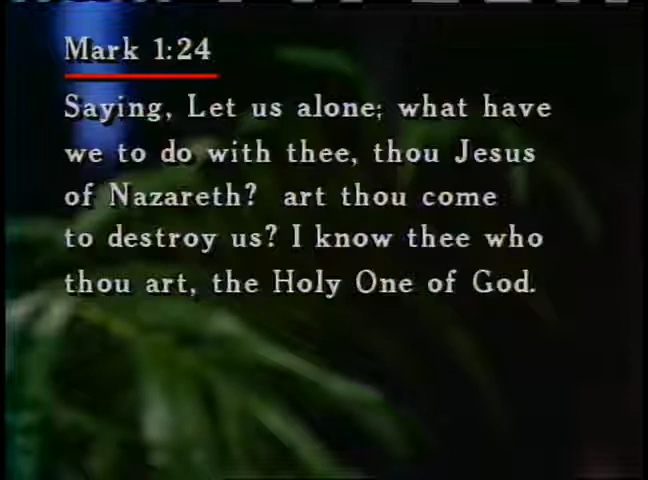 Mark 1:24
Saying, Let us alone; what have
we to do with thee, thou Jesus
of Nazareth? art thou come
to destroy us? I know thee who
thou art, the Holy One of God.